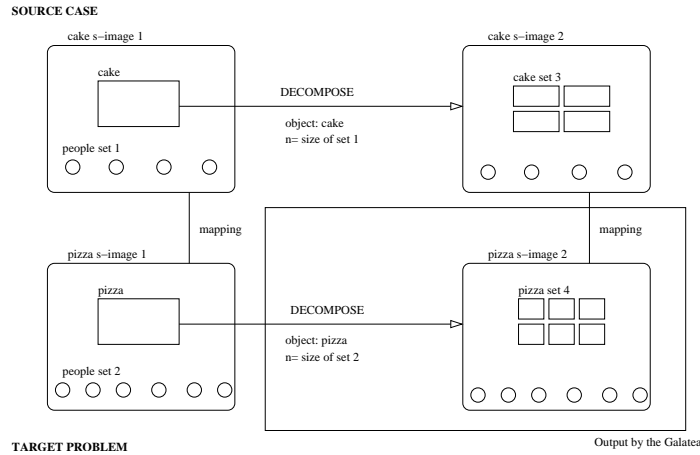 SOURCE CASE
cake s−image 1
cake s−image 2
cake
cake set 3
DECOMPOSE
object: cake
n= size of set 1
people set 1
mapping
mapping
pizza s−image 1
pizza s−image 2
pizza
pizza set 4
DECOMPOSE
object: pizza
n= size of set 2
people set 2
Output by the Galatea
TARGET PROBLEM